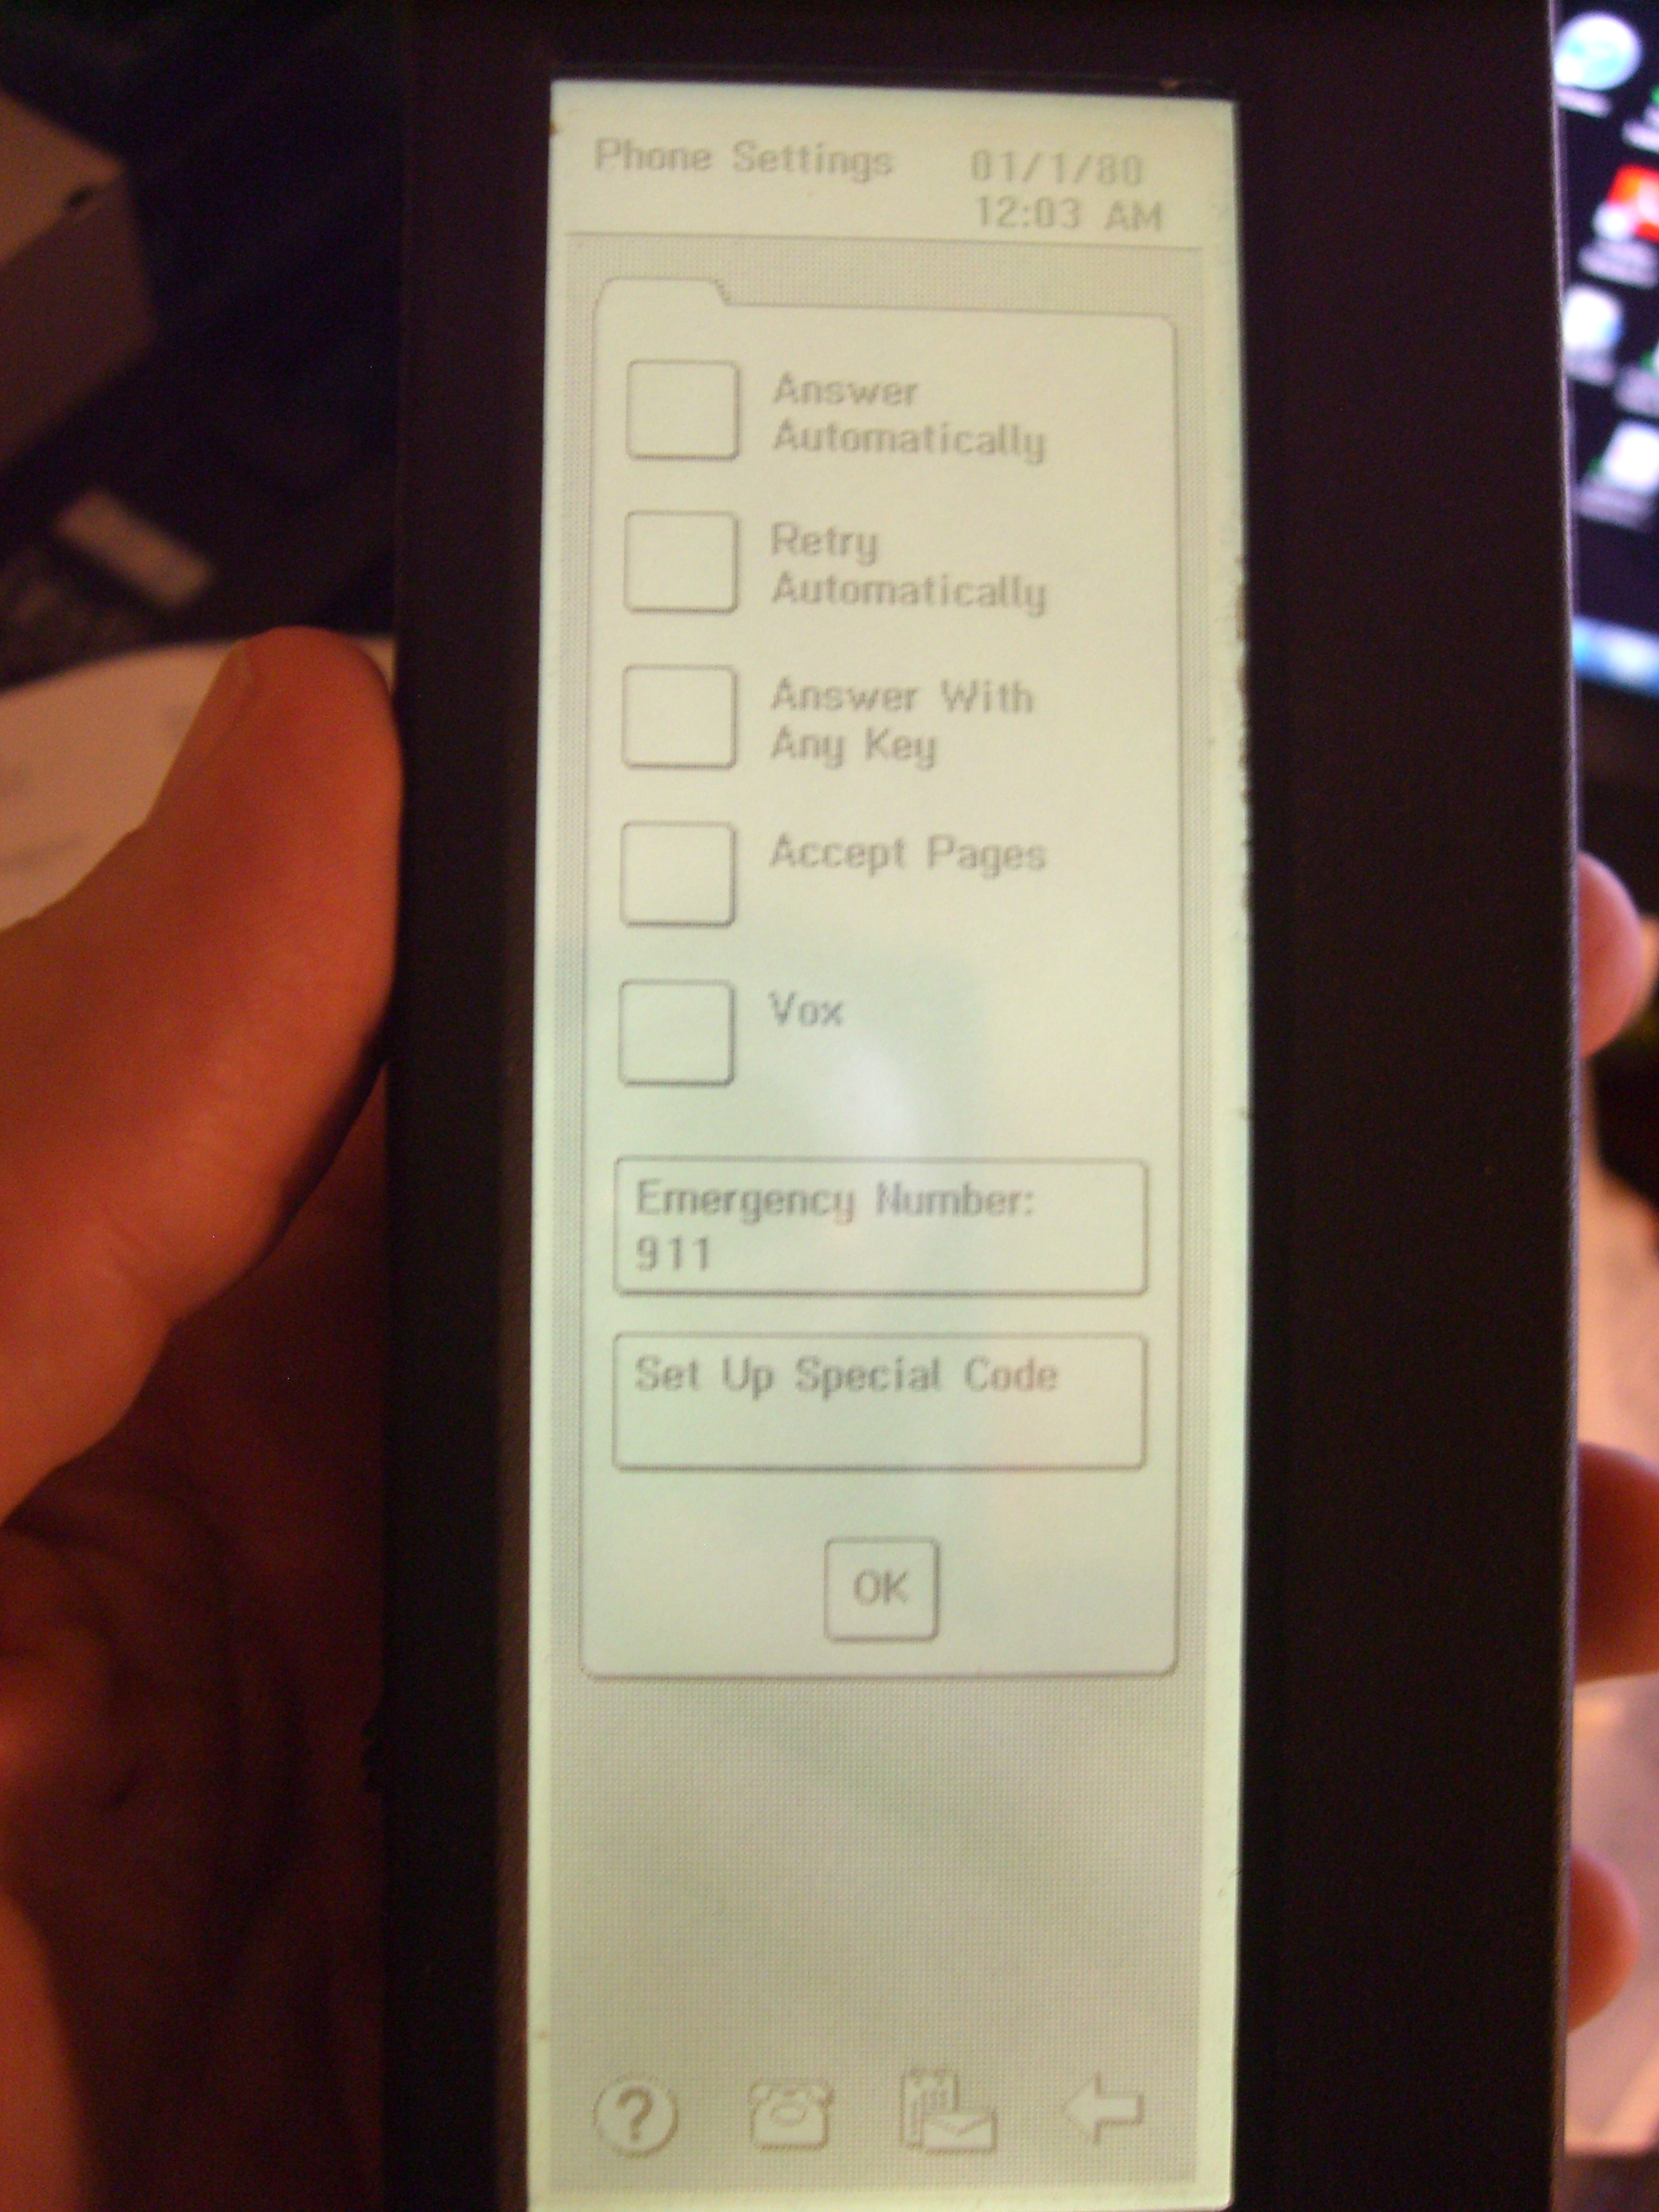 Phone Settings 01/1/80
12:03 AM
Answer
Automatically
Retry
Automatically
Answer With
Any Key
Accept Pages
Vox
Emergency Number:
911
Set Up Special Code
OK
?